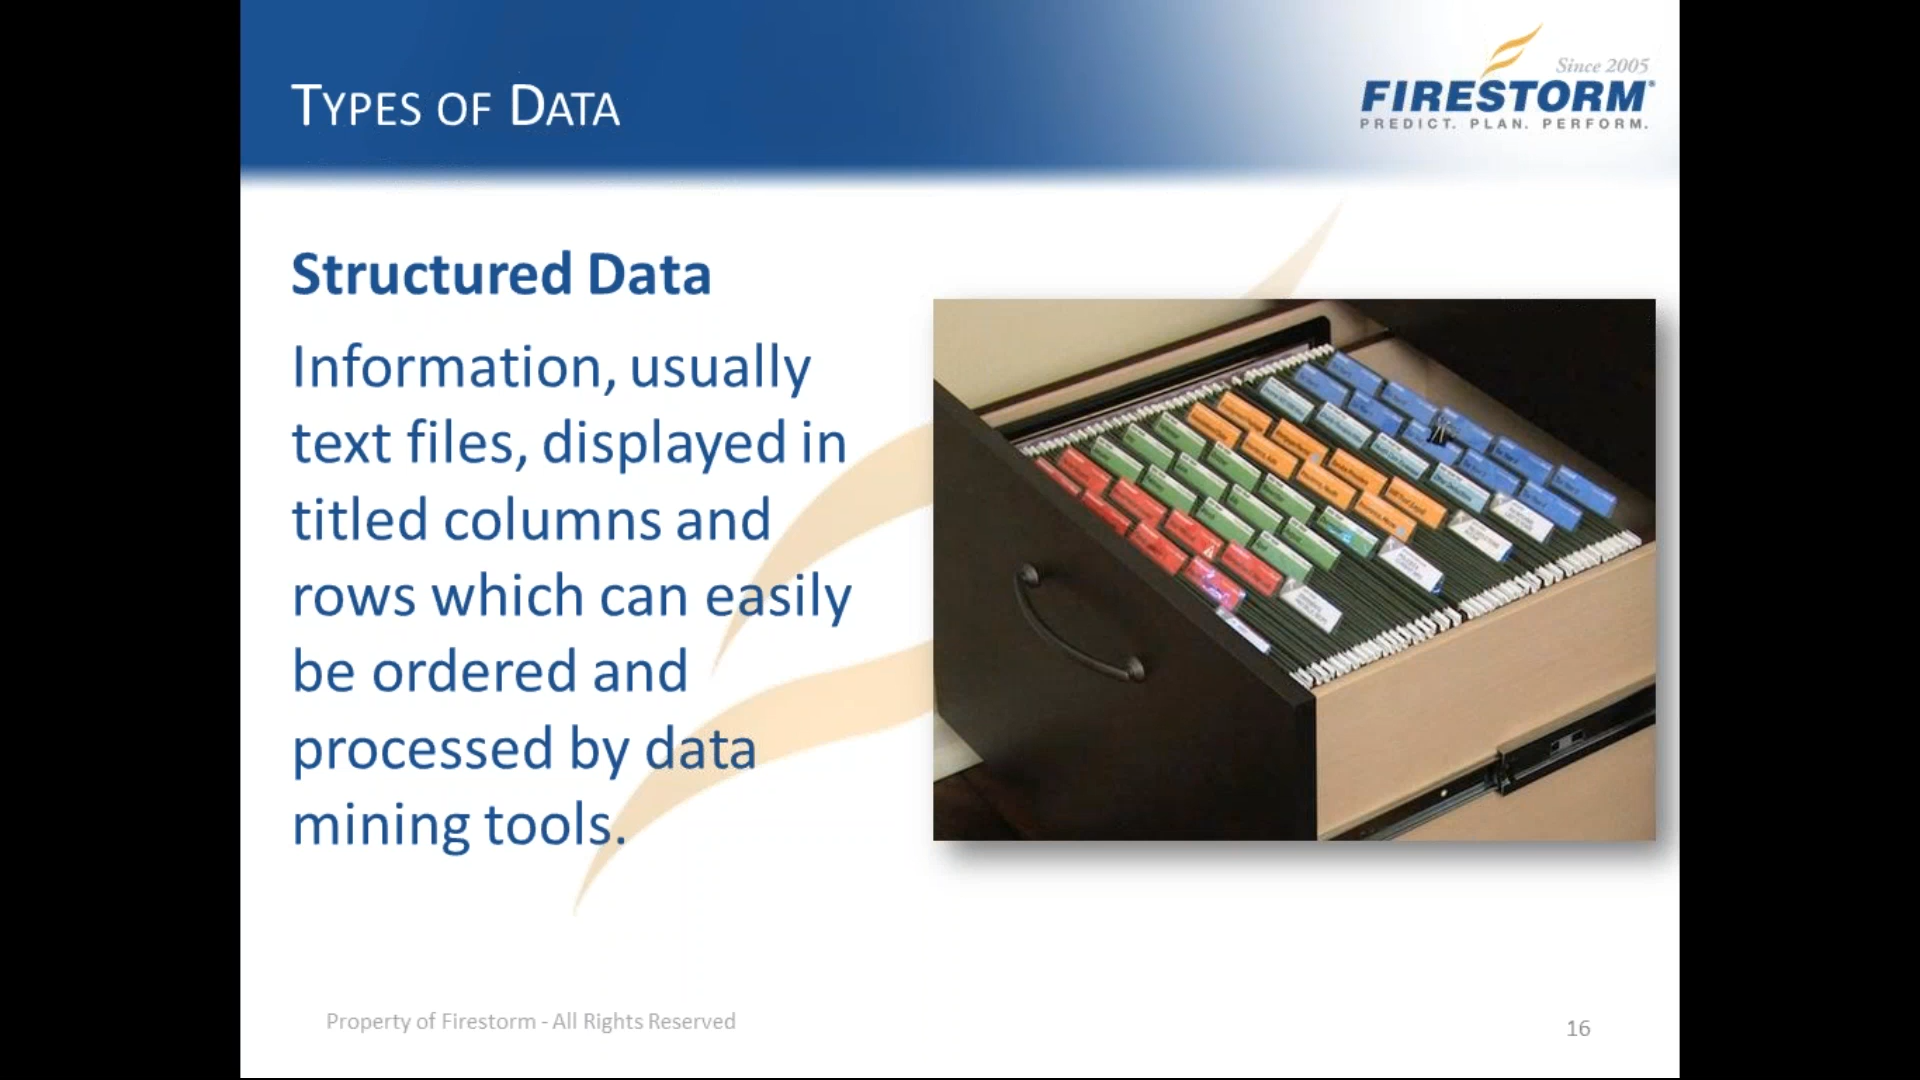 TYPES OF DATA
Since 2005
FIRESTORM®
PREDICT. PLAN. PERFORM.
Structured Data
Information, usually
text files, displayed in
titled columns and
rows which can easily
be ordered and
processed by data
mining tools.
Property of Firestorm - All Rights Reserved
16